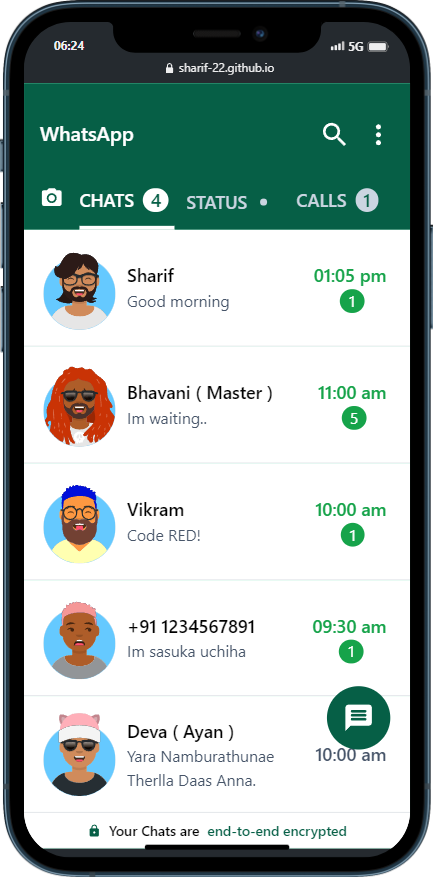 06:24 5G
sharif-22.github.io
WhatsApp
CHATS 4 STATUS CALLS 1
Sharif 01:05 pm
Good morning 1
Bhavani ( Master ) 11:00 am
Im waiting.. 5
Vikram 10:00 am
Code RED! 1
+91 1234567891 09:30 am
Im sasuka uchiha 1
Deva ( Ayan )
Yara Namburathunae 10:00 am
Therlla Daas Anna.
Your Chats are end-to-end encrypted